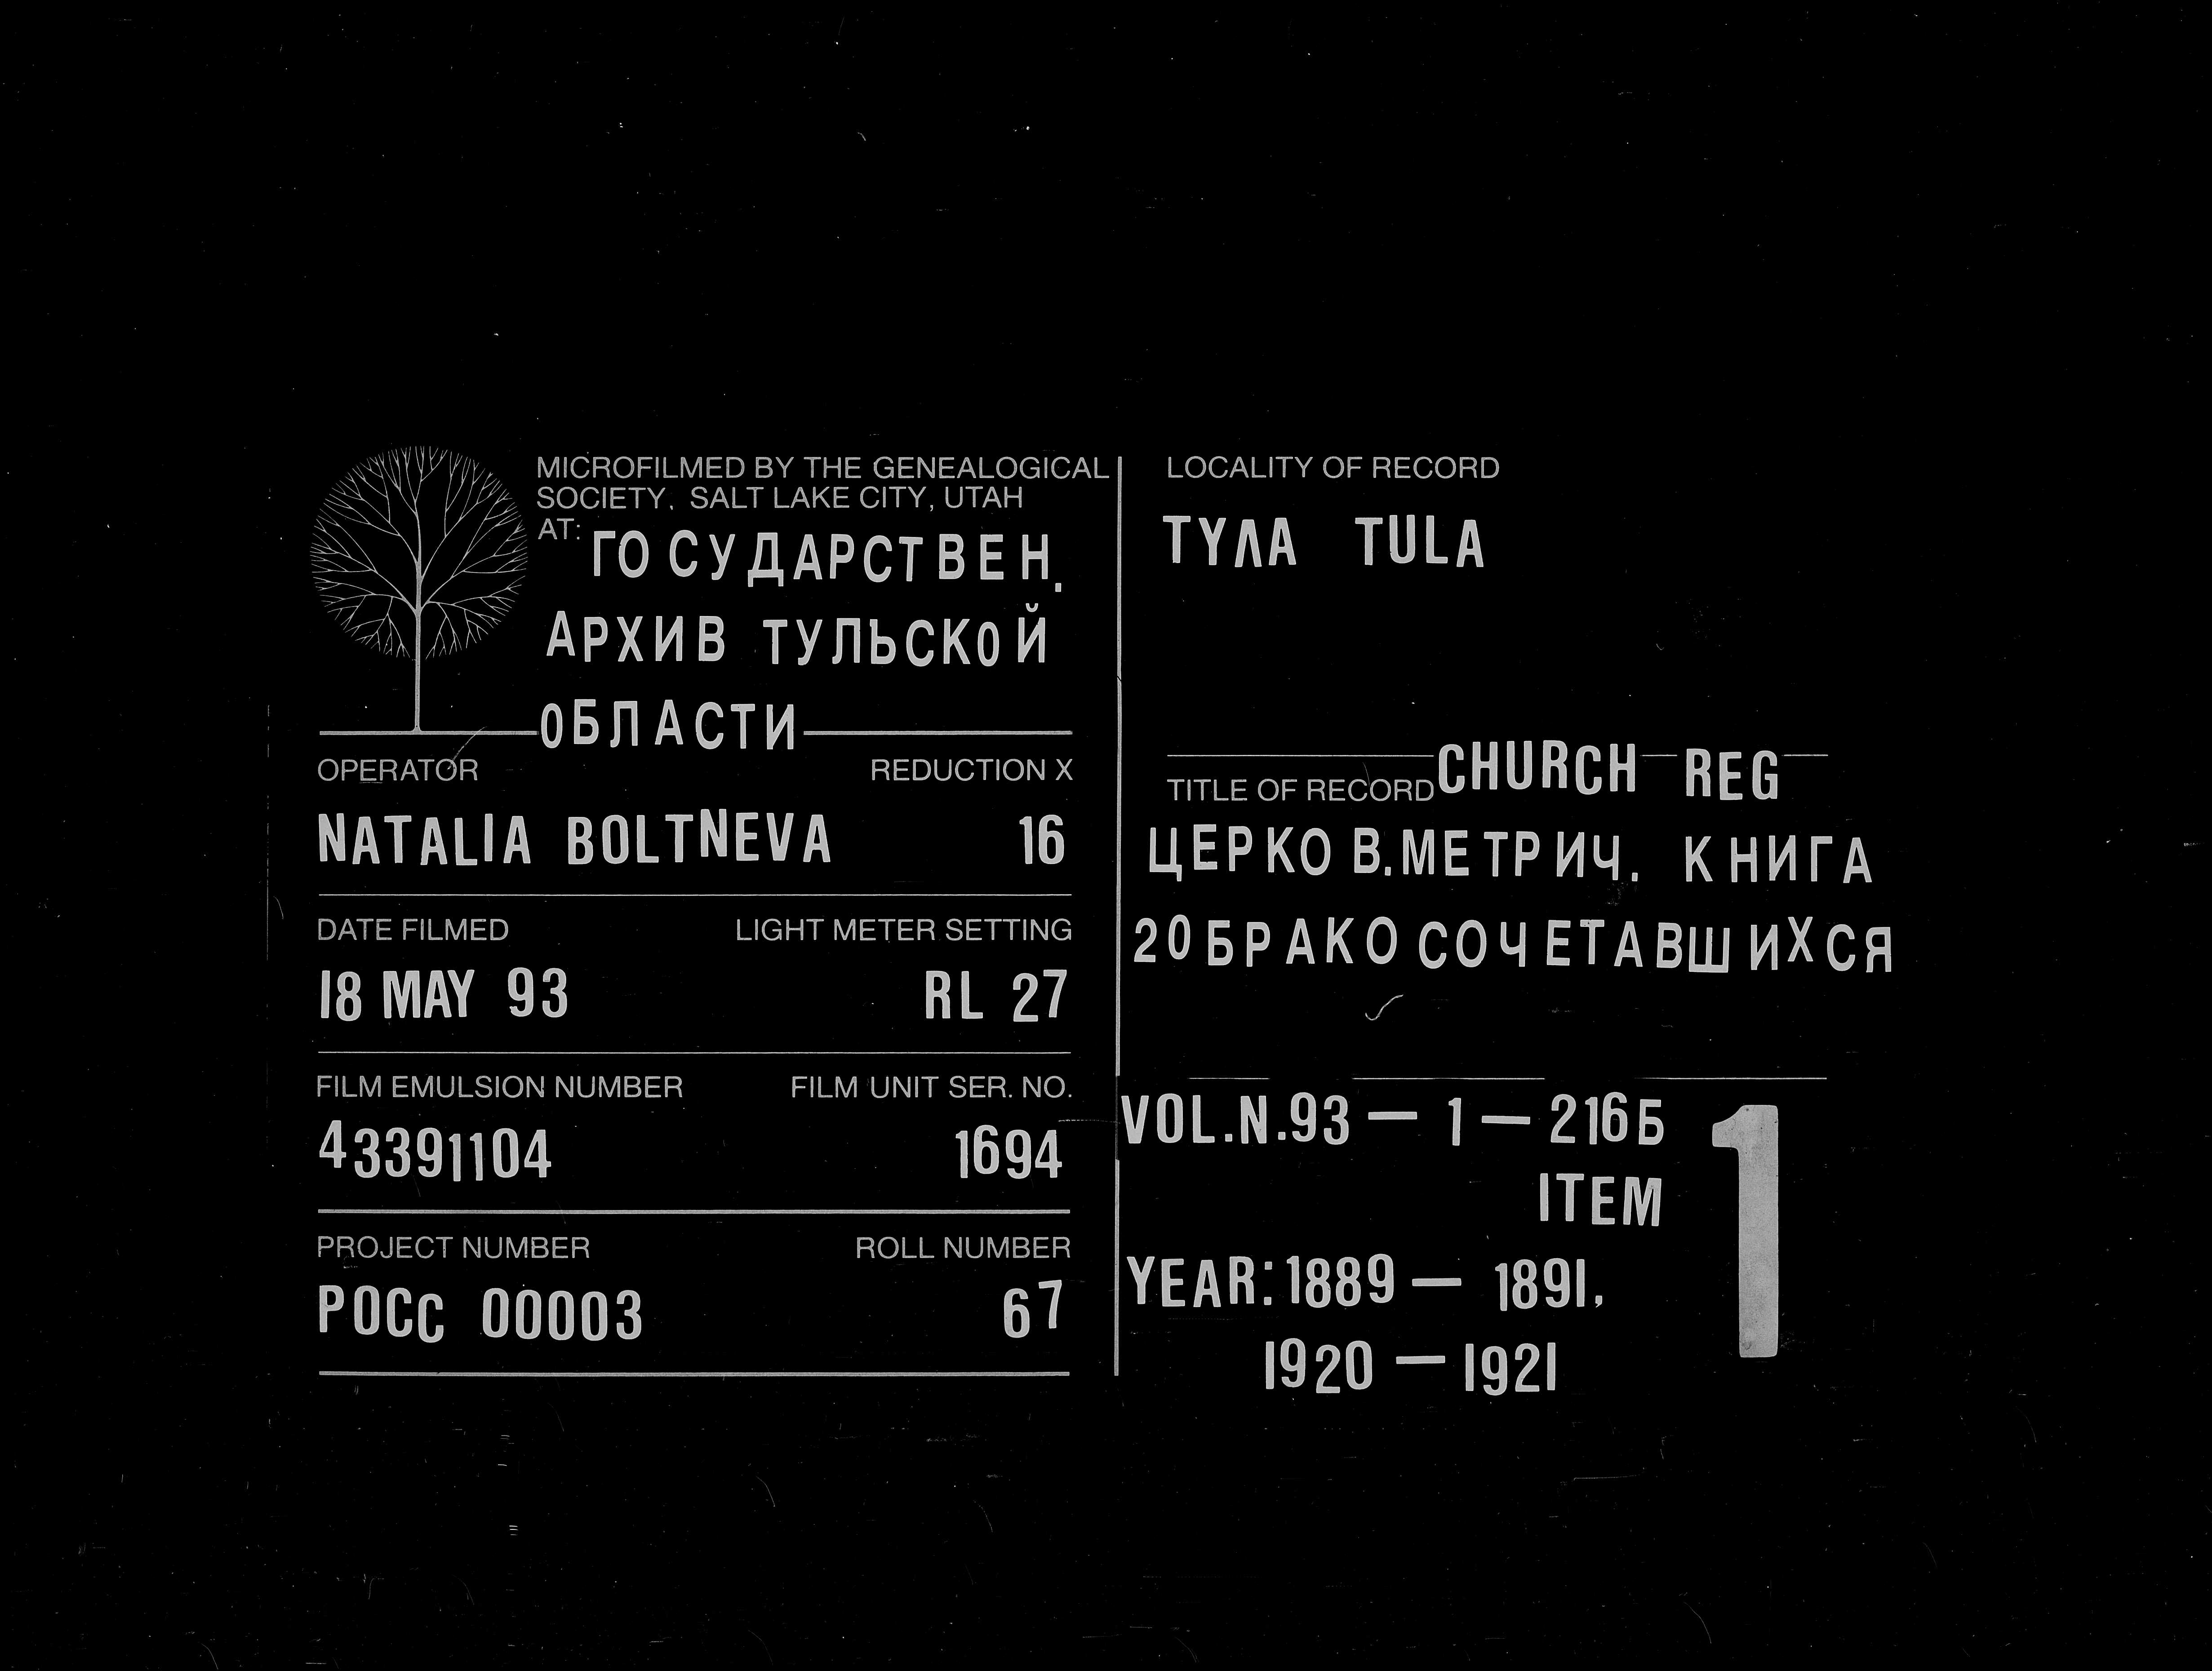 MICROFILMED BY THE GENEALOGICAL
SOCIETY, SALT LAKE CITY, UTAH
AT:
ГОСУДАРСТВЕН.
АРХИВ ТУЛЬСКОЙ
ОБЛАСТИ
OPERATOR REDUCTION X
NATALIA BOLTNEVA 16
DATE FILMED LIGHT METER SETTING
18 MAY 93 RL 27
FILM EMULSION NUMBER FILM UNIT SER. NO.
43391104 1694
PROJECT NUMBER ROLL NUMBER
РОСС 00003 67
LOCALITY OF RECORD
ТУЛА TULA
TITLE OF RECORD CHURCH REG
ЦЕРКОВ.МЕТРИЧ. КНИГА
20БРАКОСОЧЕТАВШИХСЯ
VOL.N.93 — 1 — 216Б
ITEM 1
YEAR:1889 — 1891,
1920 — 1921